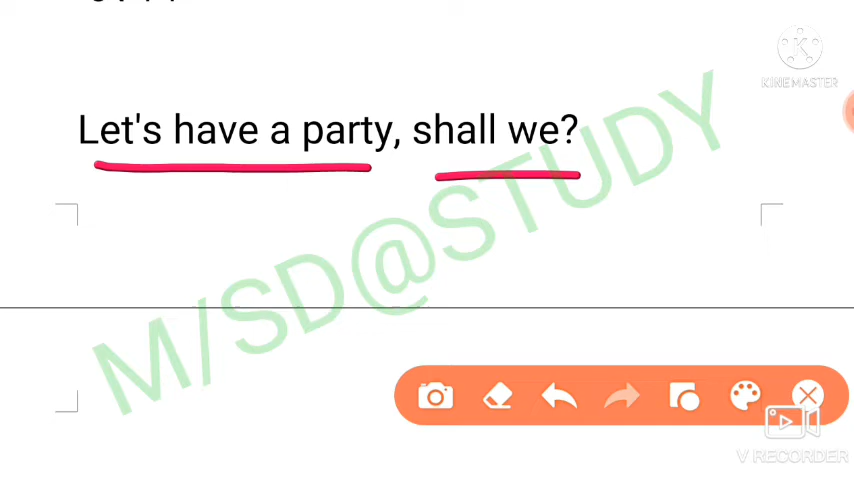 KINEMASTER
Let's have a party, shall we?
M/SD@STUDY
V RECORDER